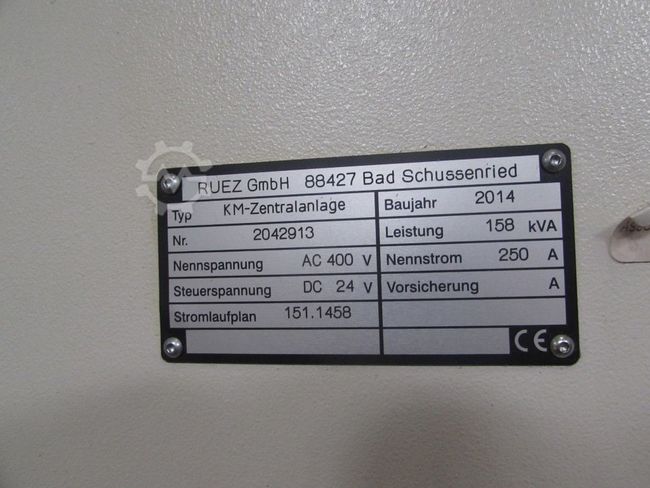 RUEZ GmbH 88427 Bad Schussenried
Typ KM-Zentralanlage Baujahr 2014
Nr. 2042913 Leistung 158 kVA
Nennspannung AC 400 V Nennstrom 250 A
Steuerspannung DC 24 V Vorsicherung A
Stromlaufplan 151.1458
CE